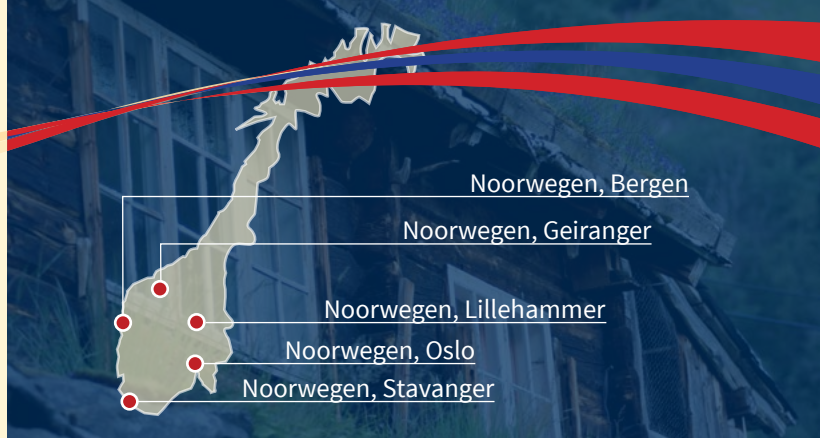 Noorwegen, Bergen
Noorwegen, Geiranger
Noorwegen, Lillehammer
Noorwegen, Oslo
Noorwegen, Stavanger